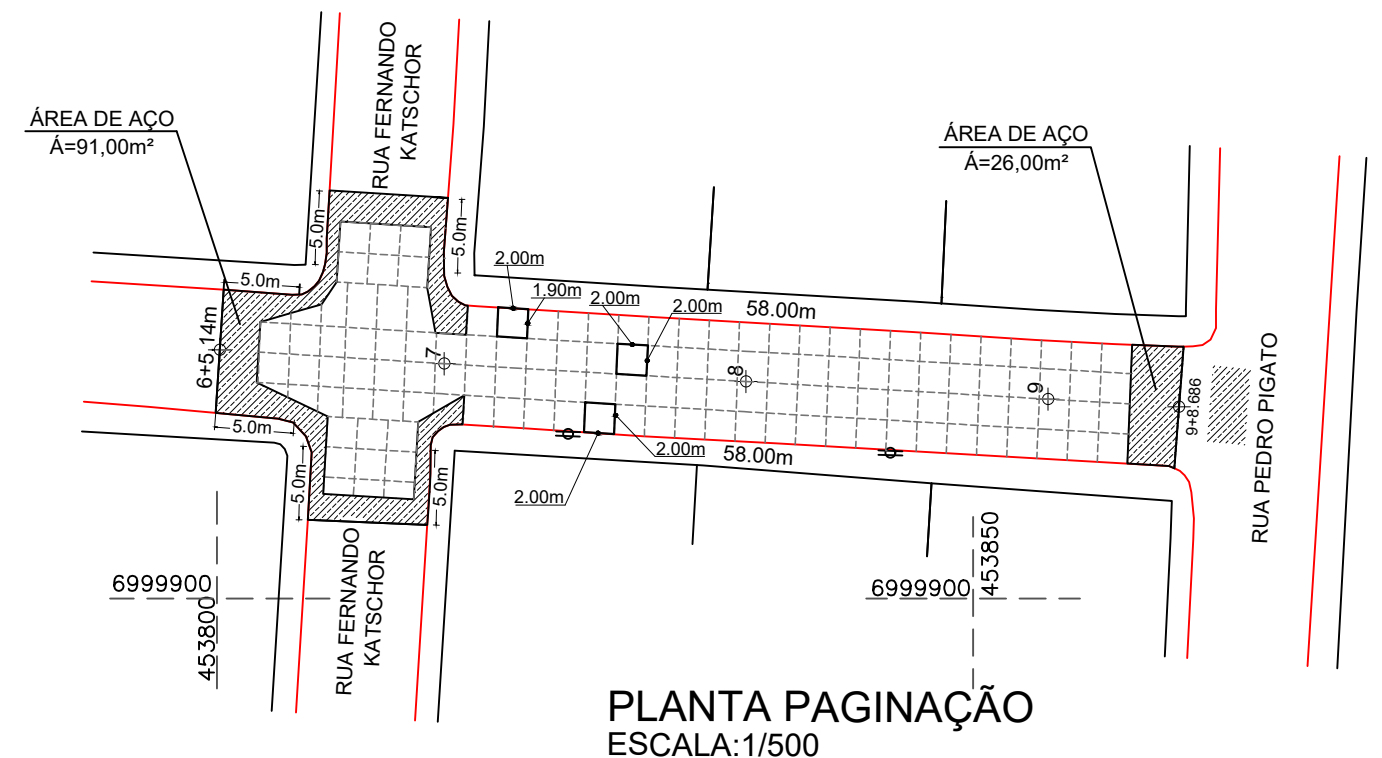 RUA FERNANDO
KATSCHOR
ÁREA DE AÇO
Á=91,00m²
ÁREA DE AÇO
Á=26,00m²
5.0m
5.0m
5.0m
2.00m
1.90m
2.00m
2.00m
58.00m
6+5,14m
7
8
9
9+8.686
RUA PEDRO PIGATO
5.0m
2.00m
58.00m
5.0m
5.0m
2.00m
RUA FERNANDO
KATSCHOR
6999900
453800
6999900
453850
PLANTA PAGINAÇÃO
ESCALA:1/500